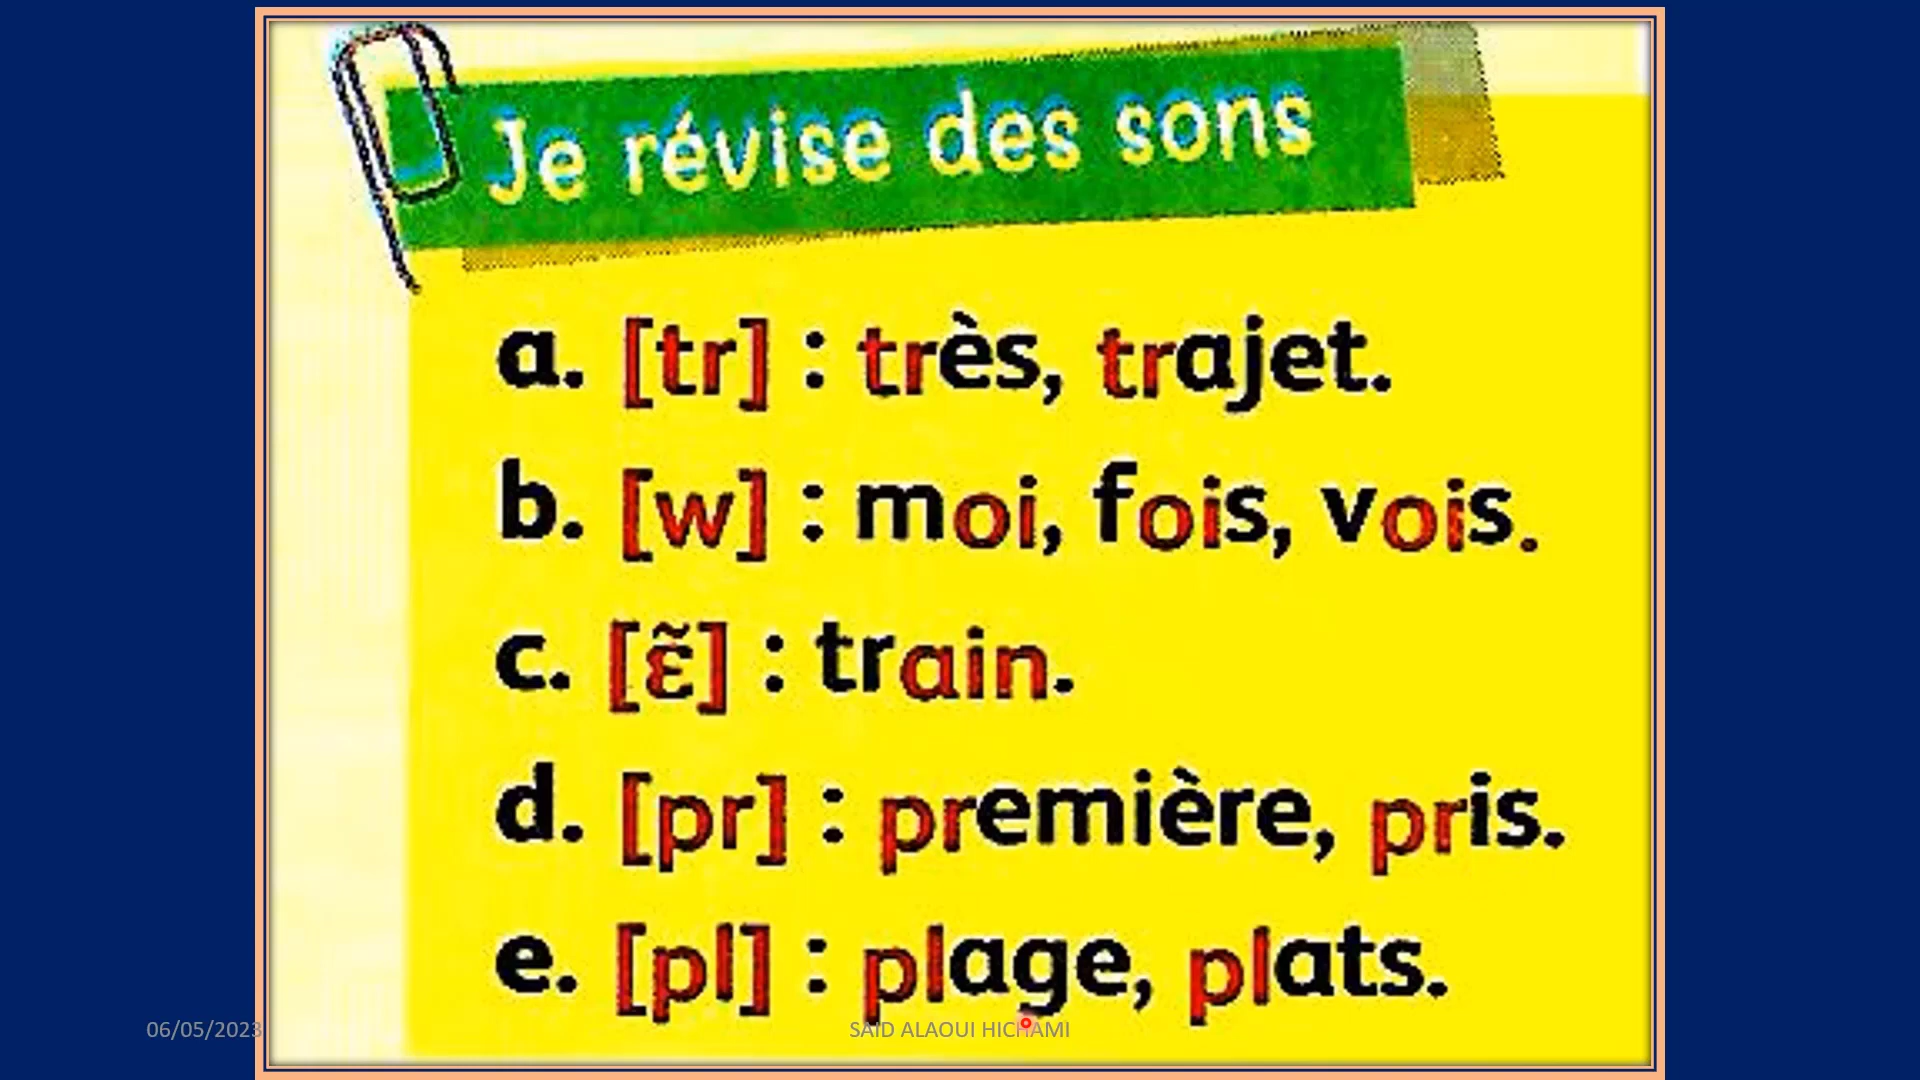 Je révise des sons
a. [tr] : très, trajet.
b. [w] : moi, fois, vois.
c. [ɛ̃] : train.
d. [pr] : première, pris.
e. [pl] : plage, plats.
06/05/2023
SAID ALAOUI HICHAMI